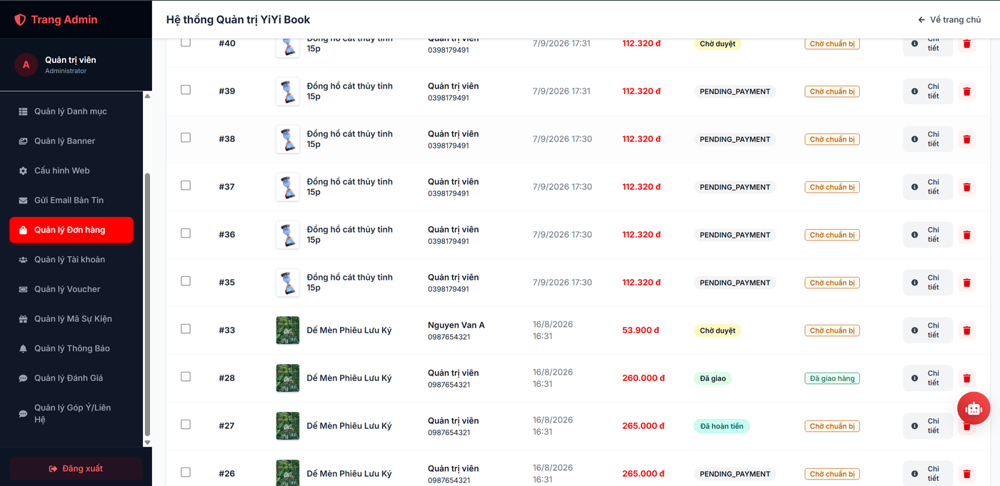 Trang Admin
Hệ thống Quản trị YiYi Book
Về trang chủ
A
Quản trị viên
Administrator
Quản lý Danh mục
Quản lý Banner
Cấu hình Web
Gửi Email Bản Tin
Quản lý Đơn hàng
Quản lý Tài khoản
Quản lý Voucher
Quản lý Mã Sự Kiện
Quản lý Thông Báo
Quản lý Đánh Giá
Quản lý Góp Ý/Liên
Hệ
Đăng xuất
#40
Đồng hồ cát thủy tinh
15p
Quản trị viên
0398179491
7/9/2026 17:31
112.320 đ
Chờ duyệt
Chờ chuẩn bị
Chi
tiết
#39
Đồng hồ cát thủy tinh
15p
Quản trị viên
0398179491
7/9/2026 17:31
112.320 đ
PENDING_PAYMENT
Chờ chuẩn bị
Chi
tiết
#38
Đồng hồ cát thủy tinh
15p
Quản trị viên
0398179491
7/9/2026 17:30
112.320 đ
PENDING_PAYMENT
Chờ chuẩn bị
Chi
tiết
#37
Đồng hồ cát thủy tinh
15p
Quản trị viên
0398179491
7/9/2026 17:30
112.320 đ
PENDING_PAYMENT
Chờ chuẩn bị
Chi
tiết
#36
Đồng hồ cát thủy tinh
15p
Quản trị viên
0398179491
7/9/2026 17:30
112.320 đ
PENDING_PAYMENT
Chờ chuẩn bị
Chi
tiết
#35
Đồng hồ cát thủy tinh
15p
Quản trị viên
0398179491
7/9/2026 17:30
112.320 đ
PENDING_PAYMENT
Chờ chuẩn bị
Chi
tiết
#33
Dế Mèn Phiêu Lưu Ký
Nguyen Van A
0987654321
16/8/2026
16:31
53.900 đ
Chờ duyệt
Chờ chuẩn bị
Chi
tiết
#28
Dế Mèn Phiêu Lưu Ký
Quản trị viên
0987654321
16/8/2026
16:31
260.000 đ
Đã giao
Đã giao hàng
Chi
tiết
#27
Dế Mèn Phiêu Lưu Ký
Quản trị viên
0987654321
16/8/2026
16:31
265.000 đ
Đã hoàn tiền
Chờ chuẩn bị
Chi
tiết
#26
Dế Mèn Phiêu Lưu Ký
Quản trị viên
0987654321
16/8/2026
16:31
265.000 đ
PENDING_PAYMENT
Chờ chuẩn bị
Chi
tiết